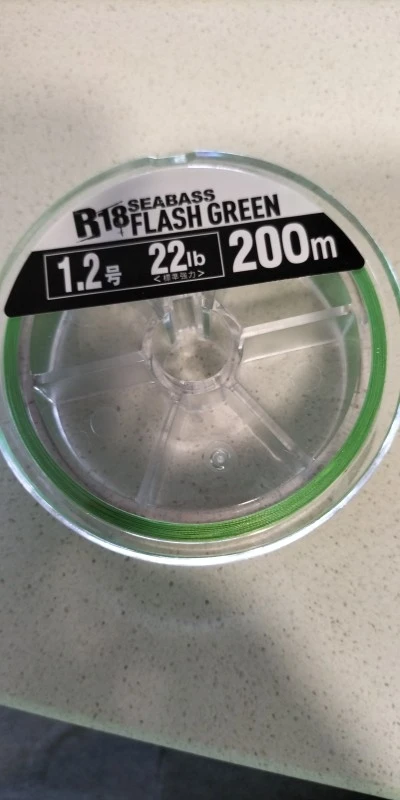 R18 SEABASS
FLASH GREEN
1.2号 22lb 200m
<標準強力>